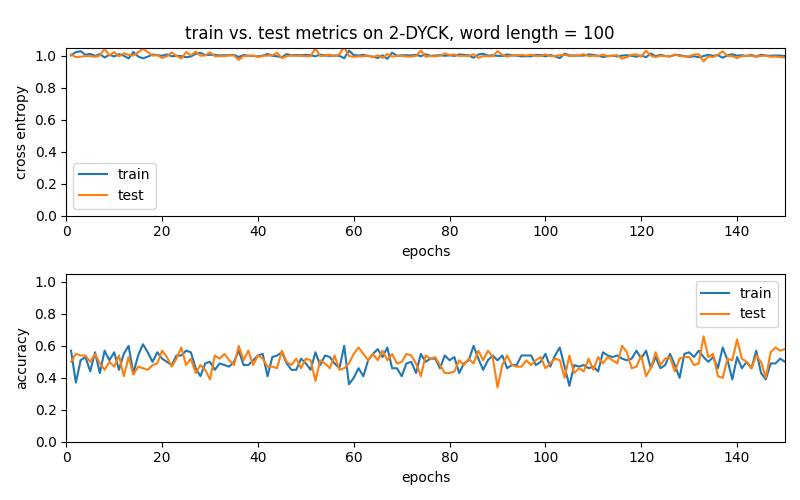 train vs. test metrics on 2-DYCK, word length = 100
1.0
0.8
0.6
0.4
0.2
0.0
cross entropy
train
test
0 20 40 60 80 100 120 140
epochs
1.0
0.8
0.6
0.4
0.2
0.0
accuracy
train
test
0 20 40 60 80 100 120 140
epochs